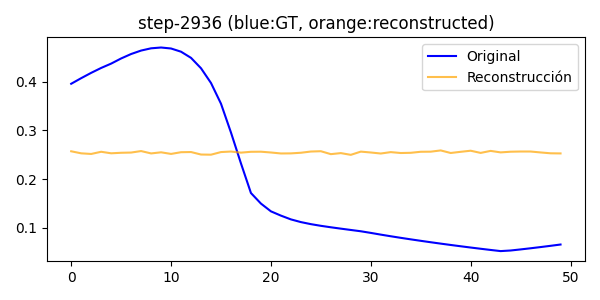 step-2936 (blue:GT, orange:reconstructed)
Original
Reconstrucción
0.4
0.3
0.2
0.1
0 10 20 30 40 50